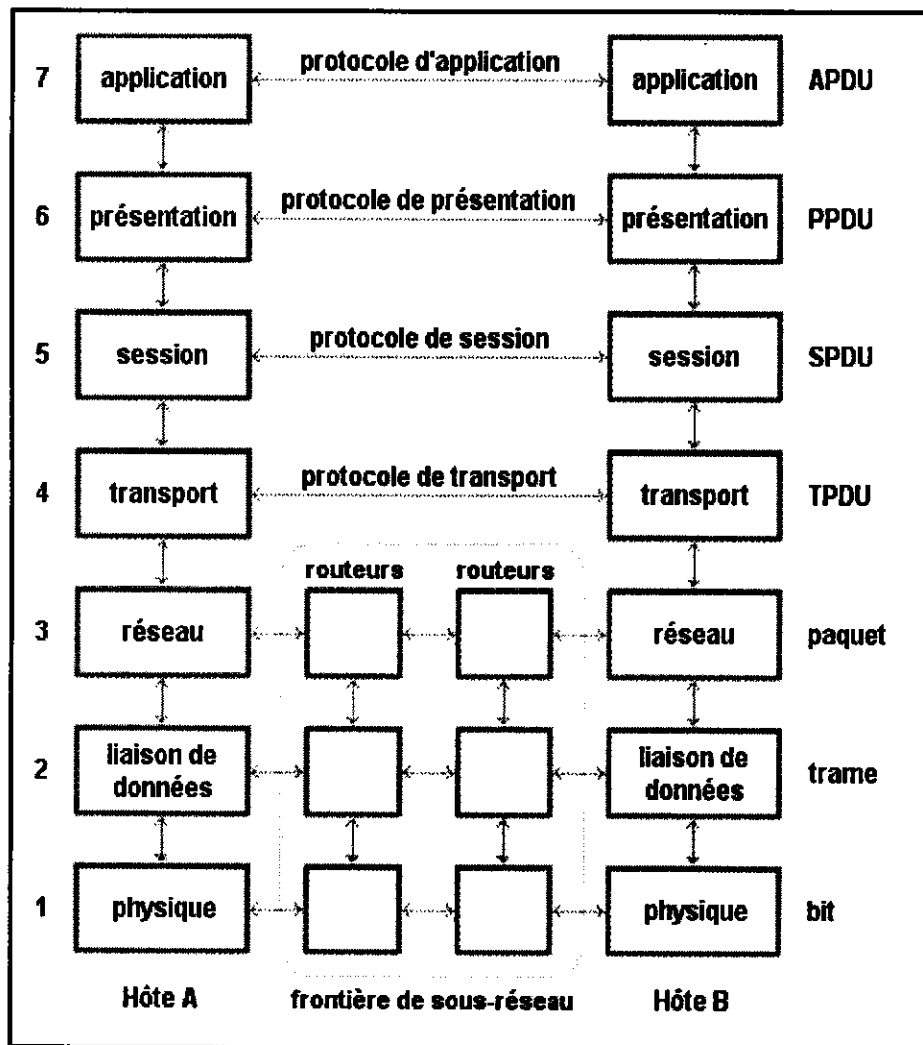 7 application protocole d'application application APDU
6 présentation protocole de présentation présentation PPDU
5 session protocole de session session SPDU
4 transport protocole de transport transport TPDU
routeurs routeurs
3 réseau réseau paquet
2 liaison de données liaison de données trame
1 physique physique bit
Hôte A frontière de sous-réseau Hôte B